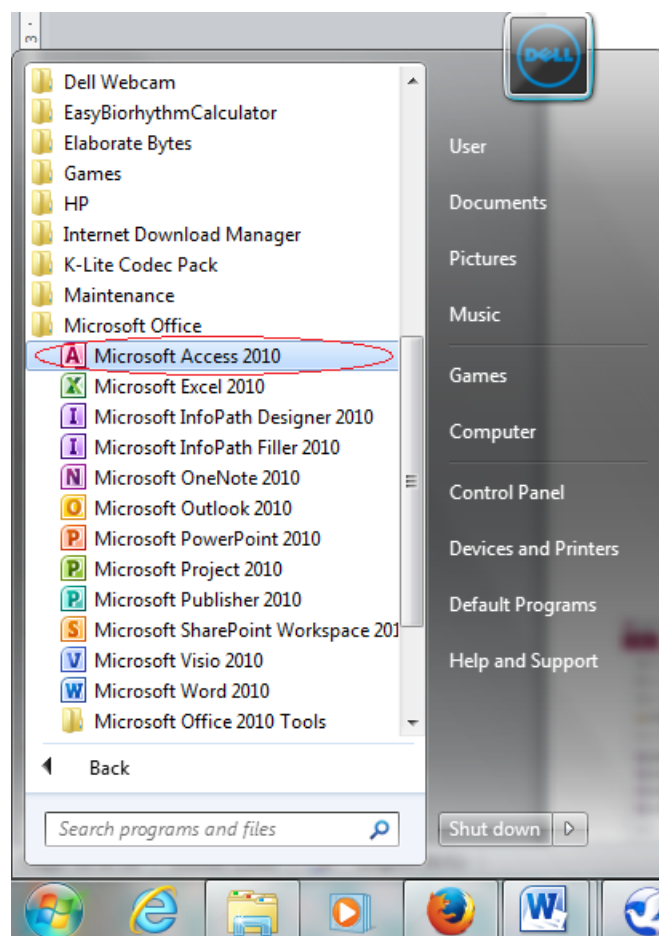 3
DELL
Dell Webcam
EasyBiorhythmCalculator
Elaborate Bytes
Games
HP
Internet Download Manager
K-Lite Codec Pack
Maintenance
Microsoft Office
Microsoft Access 2010
Microsoft Excel 2010
Microsoft InfoPath Designer 2010
Microsoft InfoPath Filler 2010
Microsoft OneNote 2010
Microsoft Outlook 2010
Microsoft PowerPoint 2010
Microsoft Project 2010
Microsoft Publisher 2010
Microsoft SharePoint Workspace 201
Microsoft Visio 2010
Microsoft Word 2010
Microsoft Office 2010 Tools
Back
Search programs and files
User
Documents
Pictures
Music
Games
Computer
Control Panel
Devices and Printers
Default Programs
Help and Support
Shut down